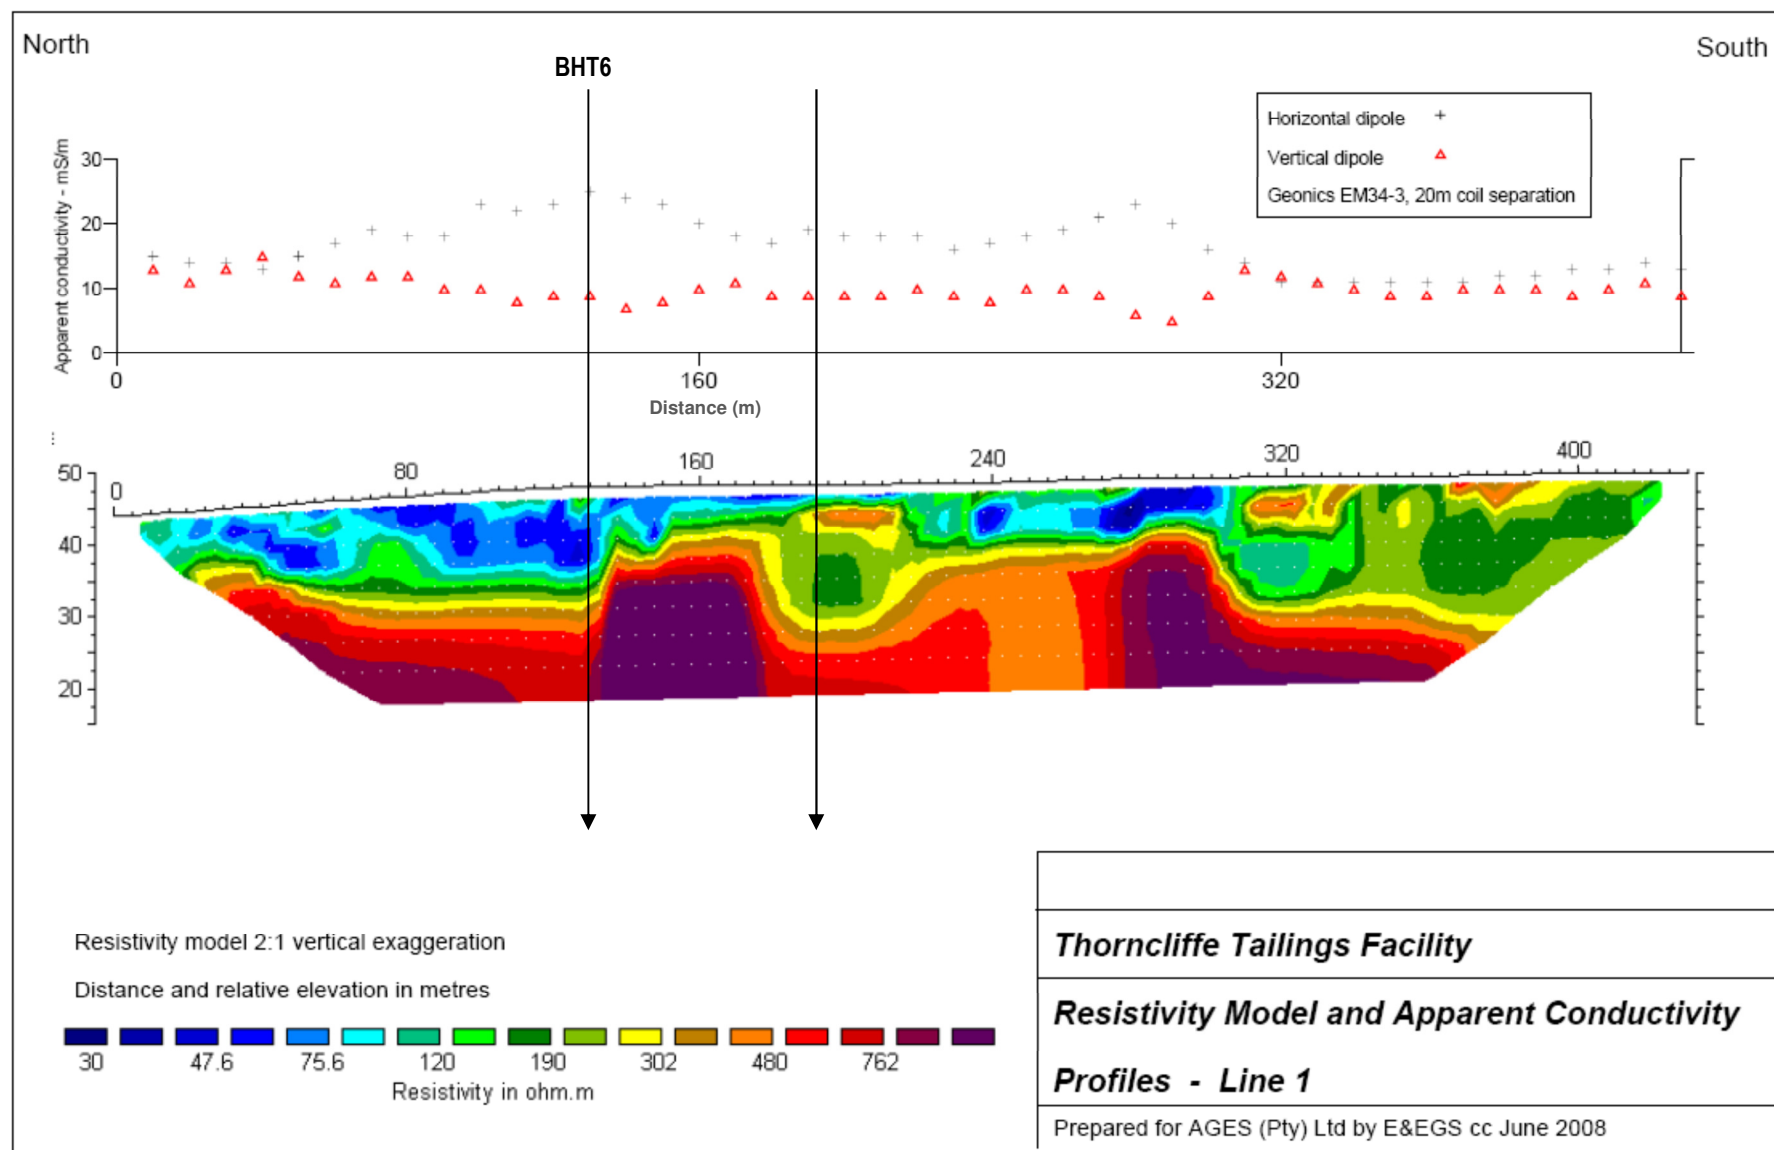 North
South
BHT6
Horizontal dipole +
Vertical dipole
Geonics EM34-3, 20m coil separation
Apparent conductivity - mS/m
30
20
10
0
0 160 320
Distance (m)
...
50
40
30
20
0 80 160 240 320 400
Resistivity model 2:1 vertical exaggeration
Distance and relative elevation in metres
30 47.6 75.6 120 190 302 480 762
Resistivity in ohm.m
Thorncliffe Tailings Facility
Resistivity Model and Apparent Conductivity
Profiles - Line 1
Prepared for AGES (Pty) Ltd by E&EGS cc June 2008